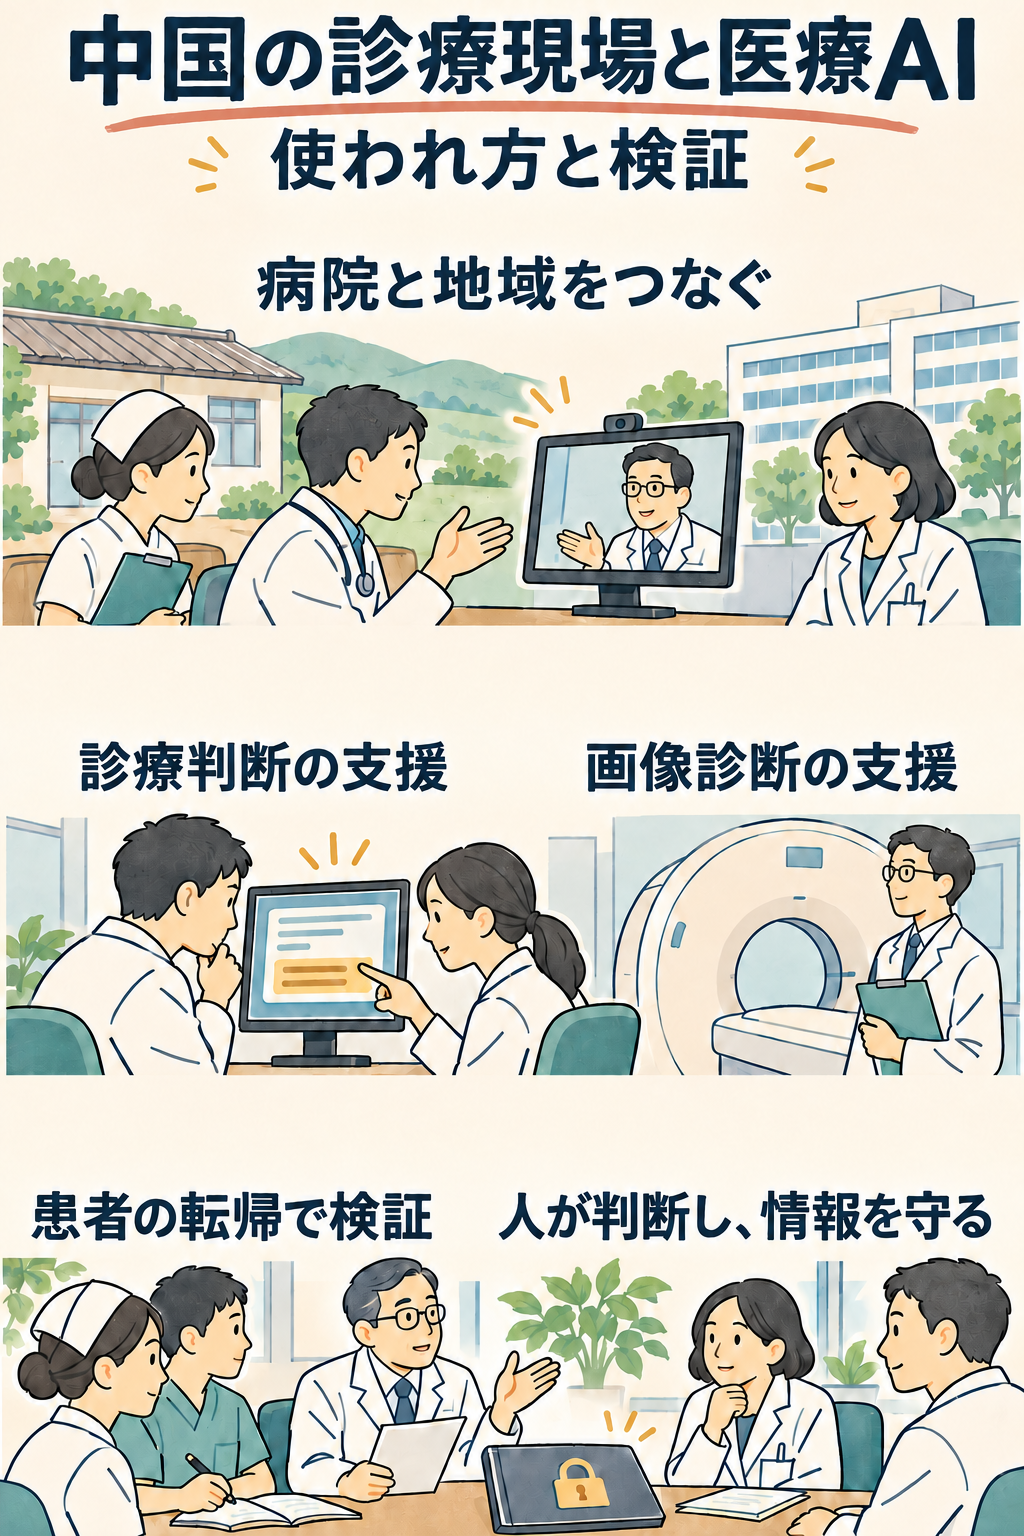 中国の診療現場と医療AI
使われ方と検証
病院と地域をつなぐ
診療判断の支援
画像診断の支援
患者の転帰で検証
人が判断し、情報を守る